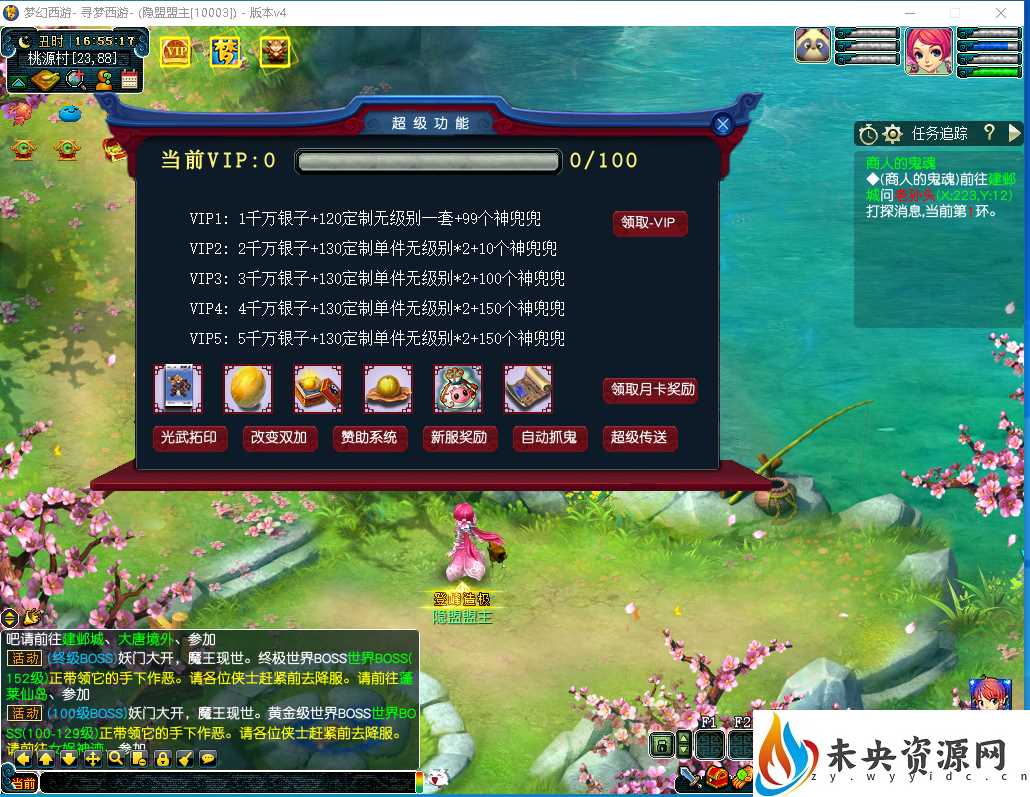 梦幻西游- 寻梦西游- (隐盟盟主[10003]) - 版本v4
丑时 16:55:17
桃源村[23,88]
VIP
梦
超级功能
当前VIP:0 0/100
VIP1: 1千万银子+120定制无级别一套+99个神兜兜
领取-VIP
VIP2: 2千万银子+130定制单件无级别*2+10个神兜兜
VIP3: 3千万银子+130定制单件无级别*2+100个神兜兜
VIP4: 4千万银子+130定制单件无级别*2+150个神兜兜
VIP5: 5千万银子+130定制单件无级别*2+150个神兜兜
领取月卡奖励
光武拓印 改变双加 赞助系统 新服奖励 自动抓鬼 超级传送
任务追踪 ?
商人的鬼魂
◆(商人的鬼魂)前往建邺
城问老孙头(X:223,Y:12)
打探消息,当前第1环。
登峰造极
隐盟盟主
吧请前往建邺城、大唐境外、参加
活动 (终级BOSS)妖门大开，魔王现世。终极世界BOSS世界BOSS(
152级)正带领它的手下作恶。请各位侠士赶紧前去降服。请前往蓬
莱仙岛、参加
活动 (100级BOSS)妖门大开，魔王现世。黄金级世界BOSS世界BO
SS(100-129级)正带领它的手下作恶。请各位侠士赶紧前去降服。
请前往女娲神迹、参加
当前
F1 F2
未央资源网
zy.wyyidc.cn